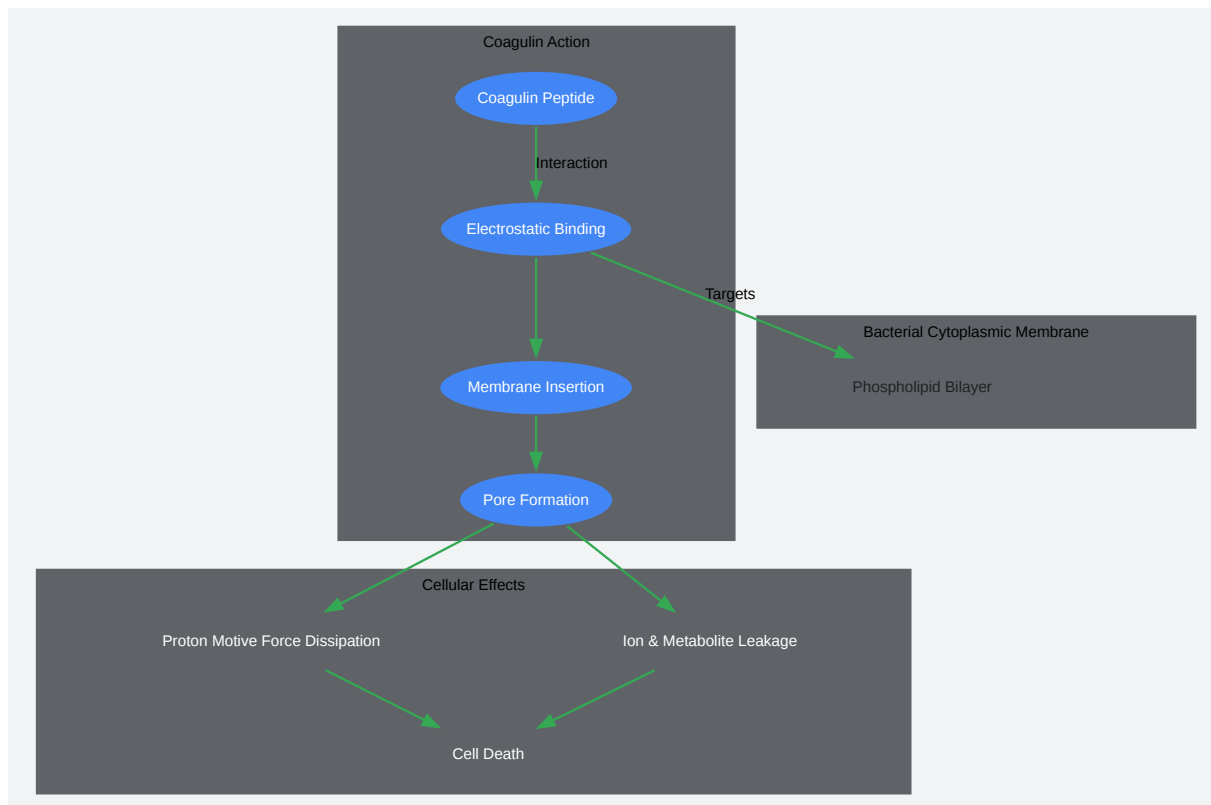 Coagulin Action
Coagulin Peptide
Interaction
Electrostatic Binding
Targets
Bacterial Cytoplasmic Membrane
Phospholipid Bilayer
Membrane Insertion
Pore Formation
Cellular Effects
Proton Motive Force Dissipation
Ion & Metabolite Leakage
Cell Death